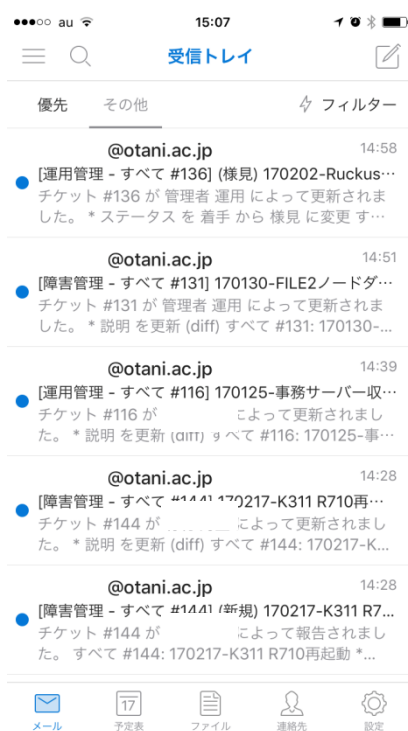 au 15:07
受信トレイ
優先 その他 フィルター
@otani.ac.jp 14:58
[運用管理 - すべて #136] (様見) 170202-Ruckus…
チケット #136 が 管理者 運用 によって更新されま
した。 * ステータス を 着手 から 様見 に変更 す…
@otani.ac.jp 14:51
[障害管理 - すべて #131] 170130-FILE2ノードダ…
チケット #131 が 管理者 運用 によって更新されま
した。 * 説明 を更新 (diff) すべて #131: 170130-...
@otani.ac.jp 14:39
[運用管理 - すべて #116] 170125-事務サーバー収…
チケット #116 が によって更新されまし
た。 * 説明 を更新 (diff) すべて #116: 170125-事…
@otani.ac.jp 14:28
[障害管理 - すべて #144] 170217-K311 R710再…
チケット #144 が によって更新されまし
た。 * 説明 を更新 (diff) すべて #144: 170217-K...
@otani.ac.jp 14:28
[障害管理 - すべて #144] (新規) 170217-K311 R7...
チケット #144 が によって報告されまし
た。 すべて #144: 170217-K311 R710再起動 *...
17
メール 予定表 ファイル 連絡先 設定